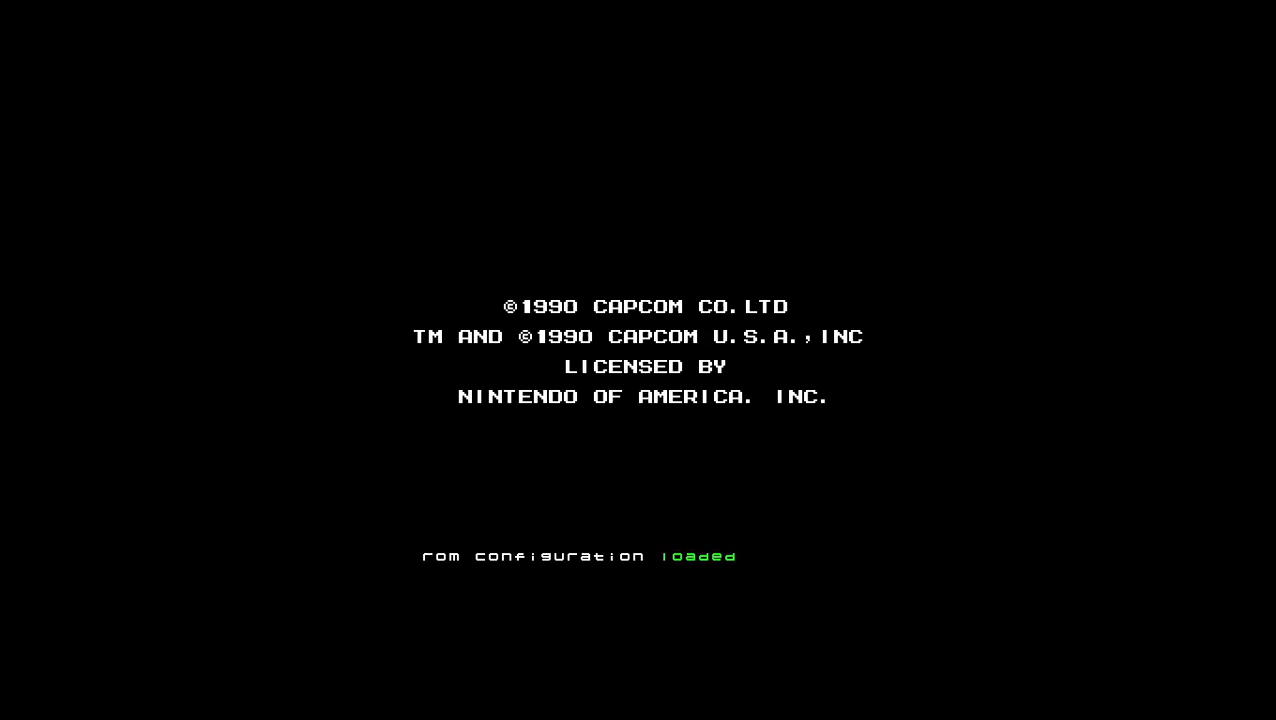 ©1990 CAPCOM CO.LTD
TM AND ©1990 CAPCOM U.S.A.,INC
LICENSED BY
NINTENDO OF AMERICA. INC.
rom configuration loaded